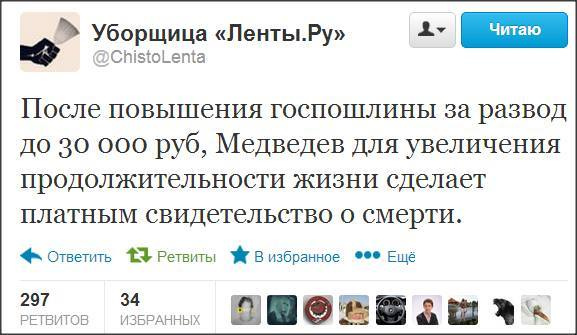 Уборщица «Ленты.Ру»
@ChistoLenta
Читаю
После повышения госпошлины за развод
до 30 000 руб, Медведев для увеличения
продолжительности жизни сделает
платным свидетельство о смерти.
Ответить Ретвиты В избранное Ещё
297 34
РЕТВИТОВ ИЗБРАННЫХ